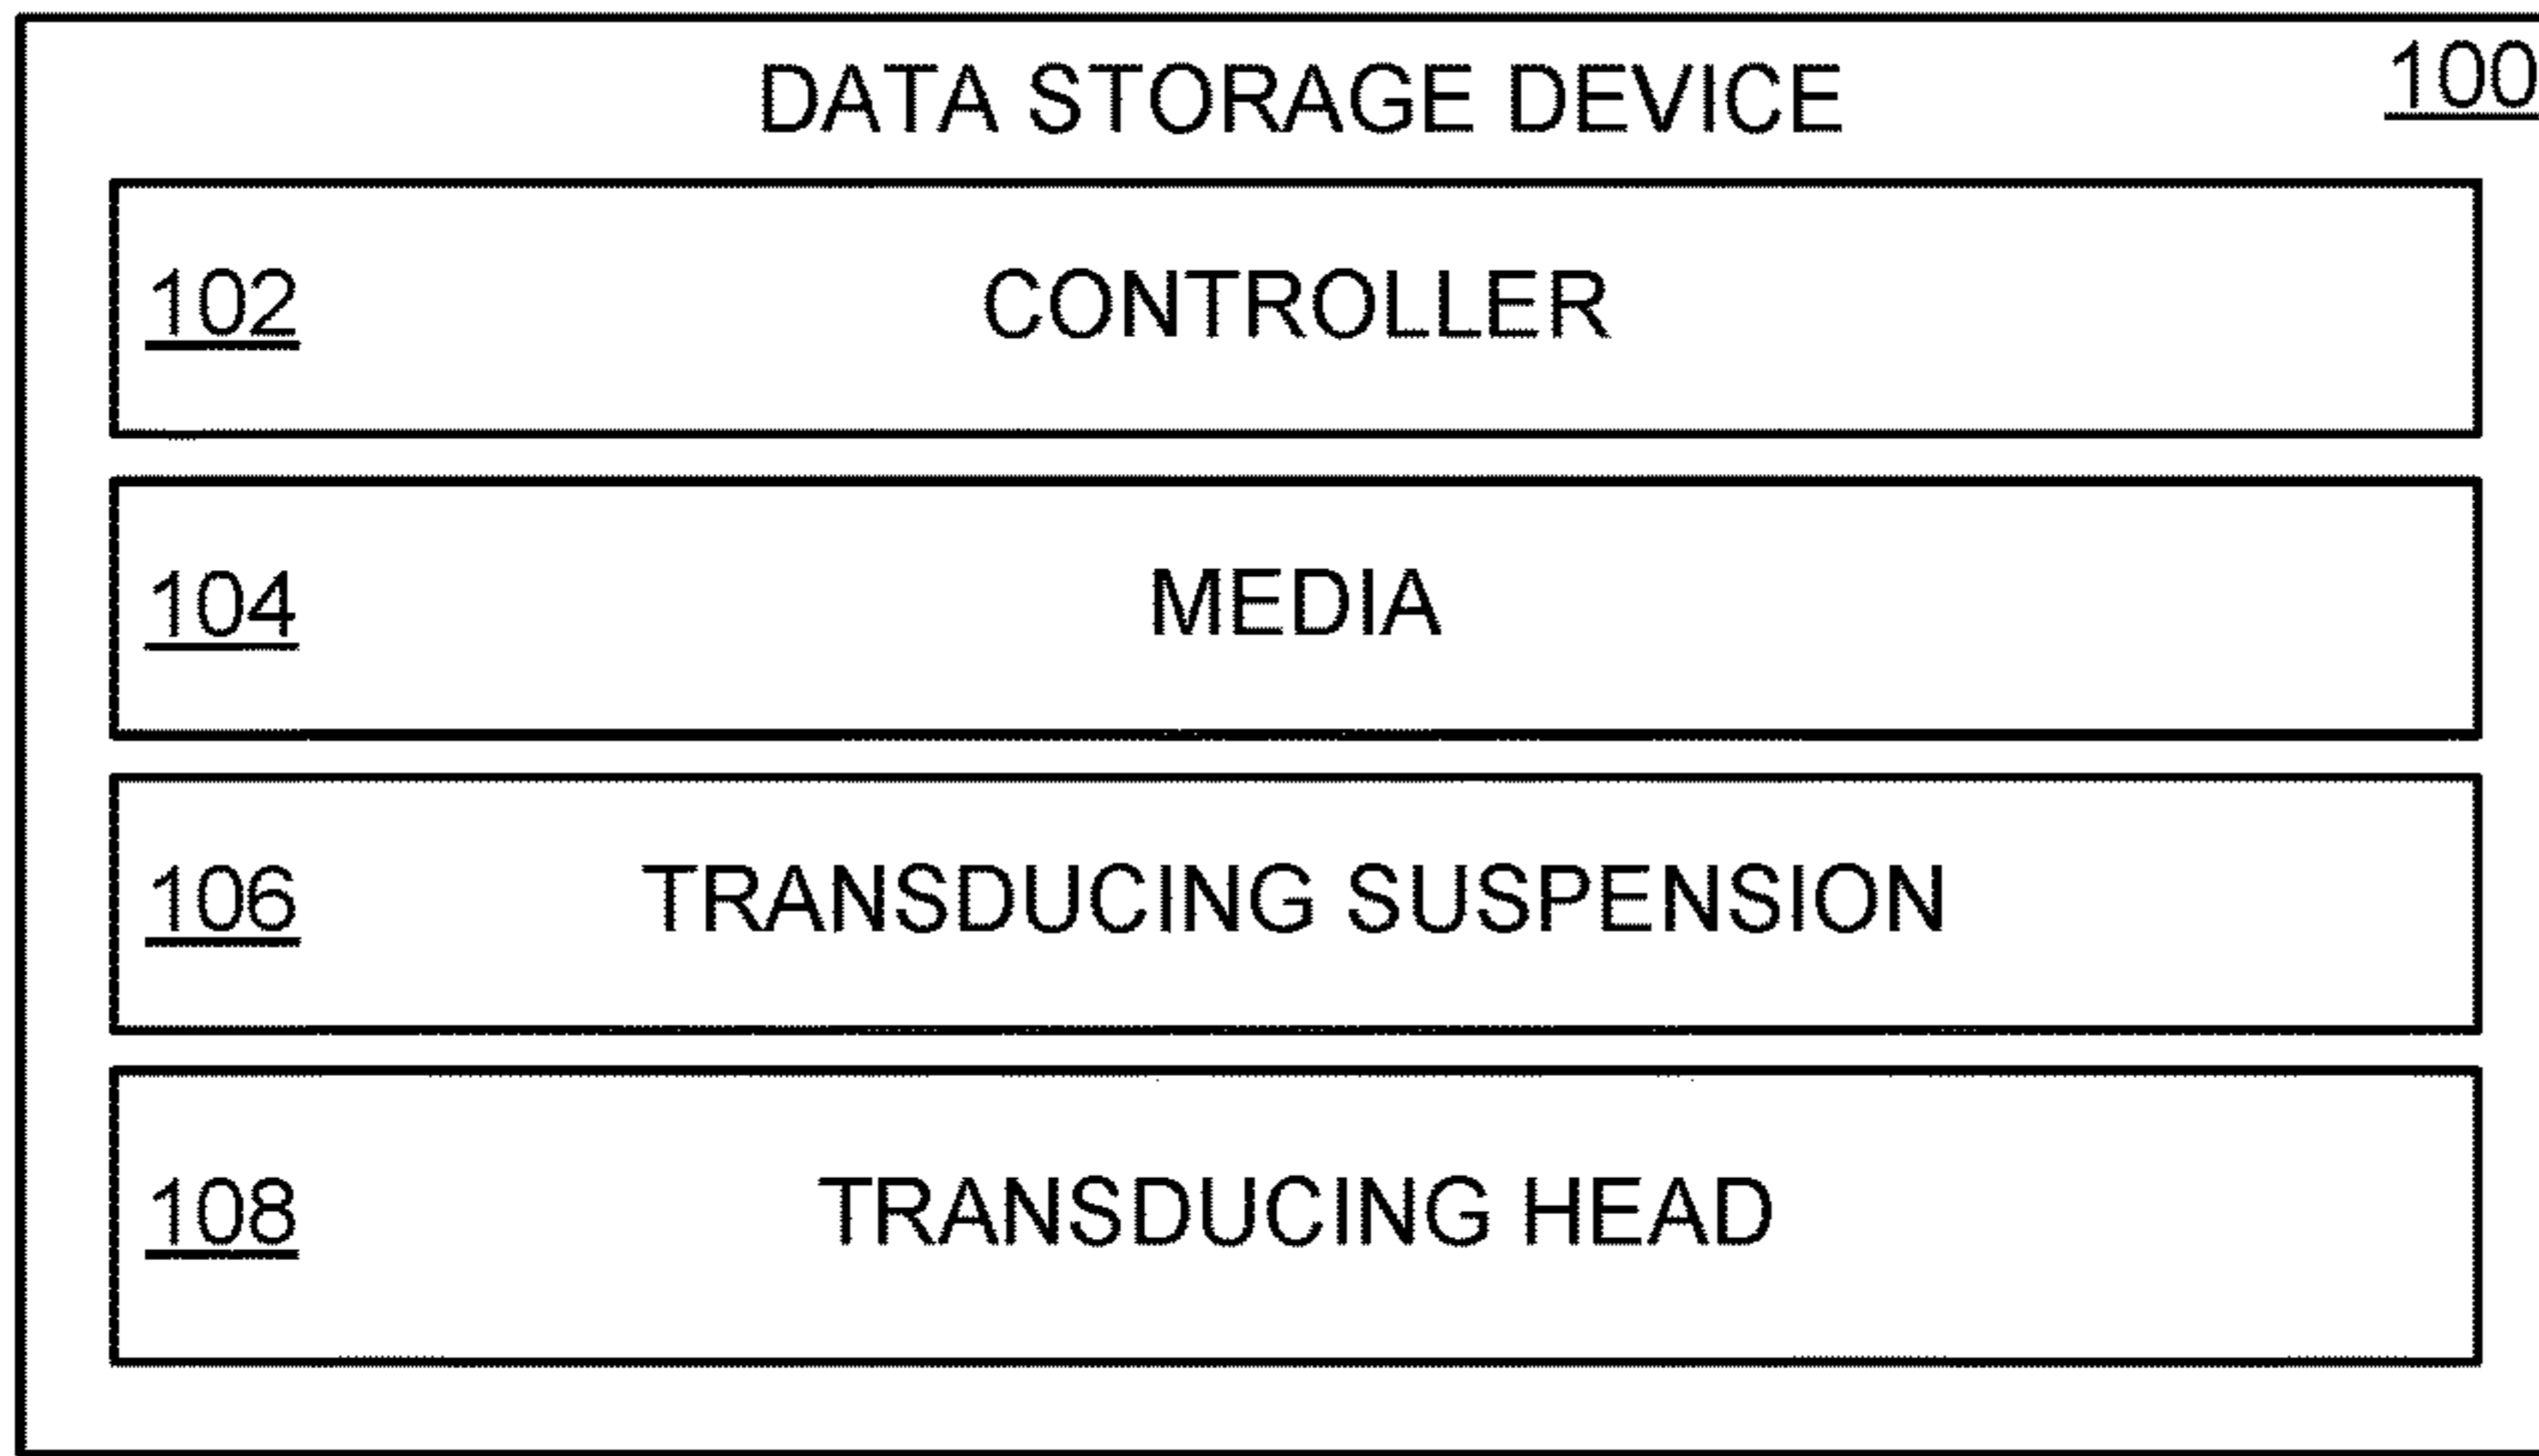 DATA STORAGE DEVICE 100
102 CONTROLLER
104 MEDIA
106 TRANSDUCING SUSPENSION
108 TRANSDUCING HEAD